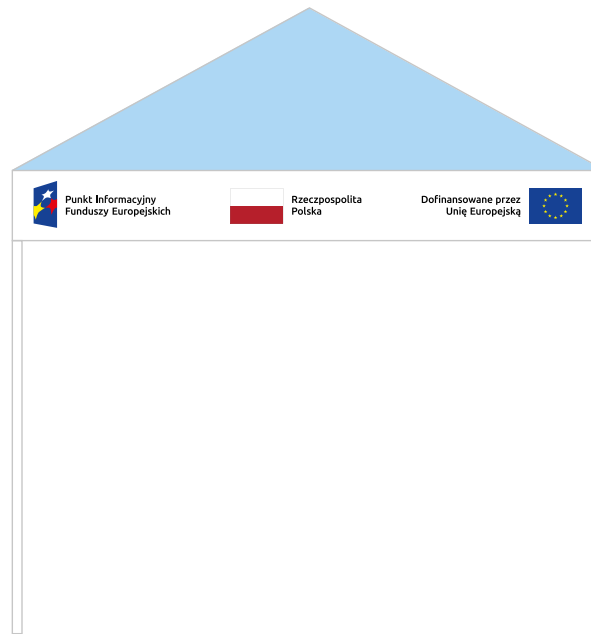 Punkt Informacyjny
Funduszy Europejskich
Rzeczpospolita
Polska
Dofinansowane przez
Unię Europejską